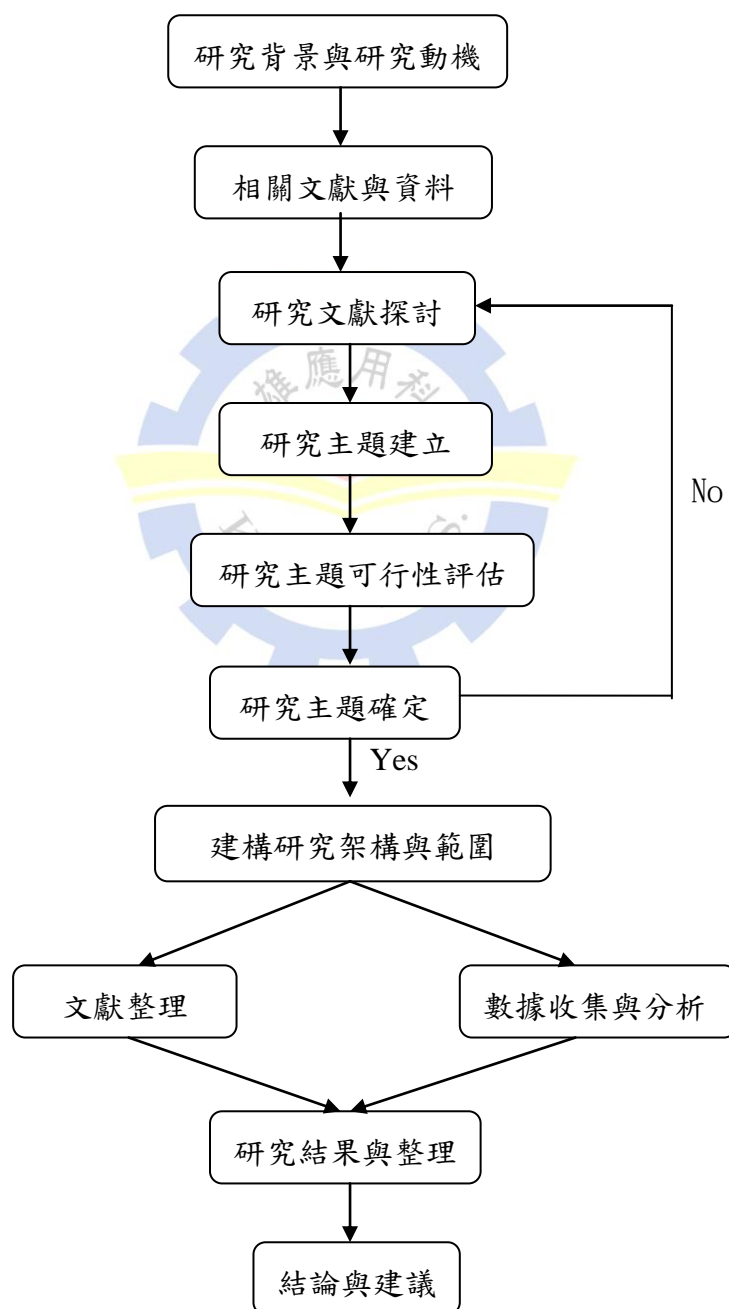 研究背景與研究動機
相關文獻與資料
研究文獻探討
雄應用科
研究主題建立
No
研究主題可行性評估
研究主題確定
Yes
建構研究架構與範圍
文獻整理
數據收集與分析
研究結果與整理
結論與建議